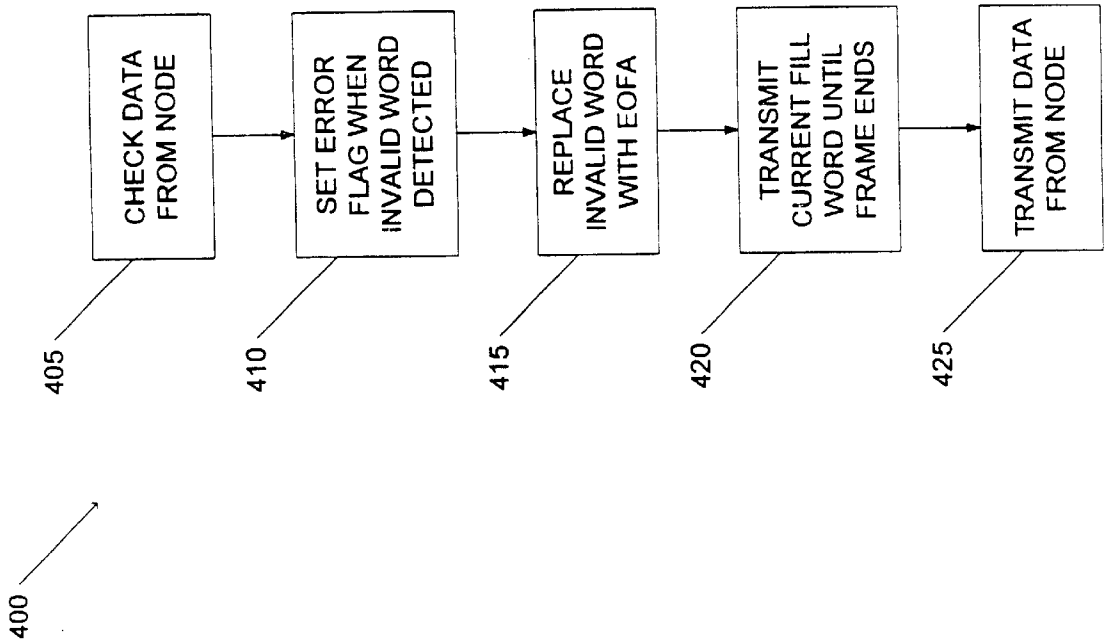 400
405
CHECK DATA
FROM NODE
410
SET ERROR
FLAG WHEN
INVALID WORD
DETECTED
415
REPLACE
INVALID WORD
WITH EOFA
420
TRANSMIT
CURRENT FILL
WORD UNTIL
FRAME ENDS
425
TRANSMIT DATA
FROM NODE